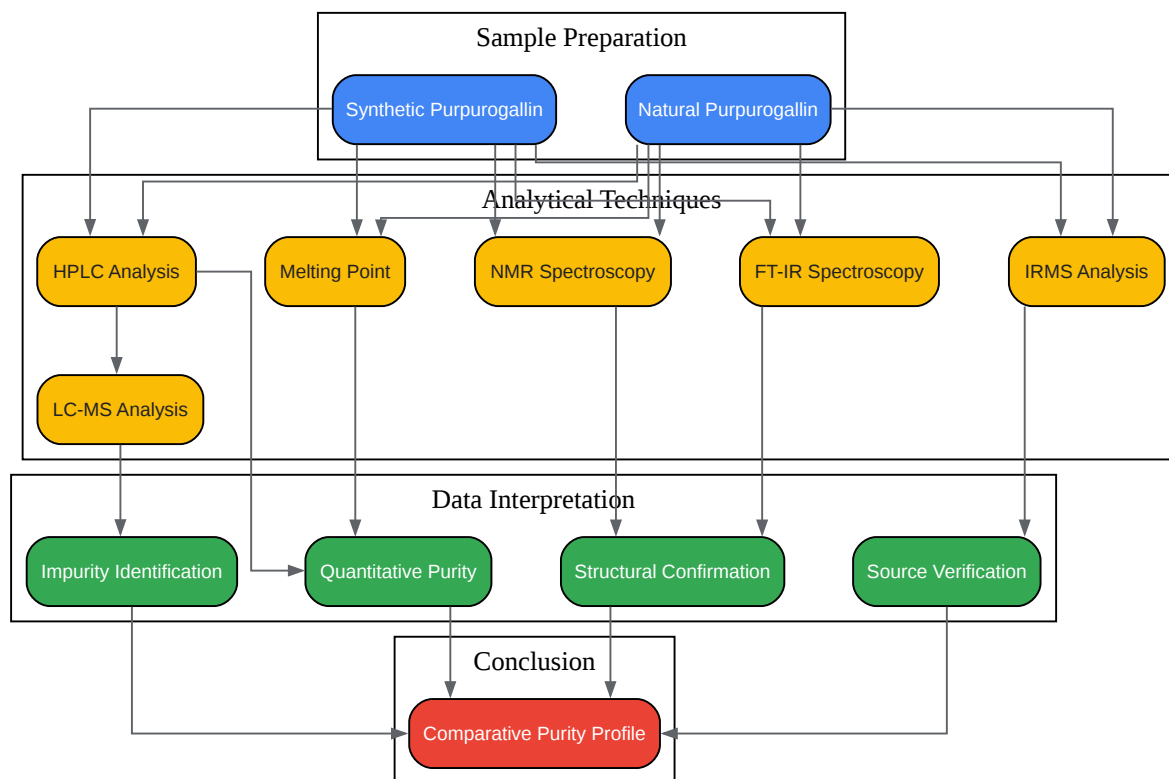 Sample Preparation
Synthetic Purpurogallin
Natural Purpurogallin
Analytical Techniques
HPLC Analysis
Melting Point
NMR Spectroscopy
FT-IR Spectroscopy
IRMS Analysis
LC-MS Analysis
Data Interpretation
Impurity Identification
Quantitative Purity
Structural Confirmation
Source Verification
Conclusion
Comparative Purity Profile